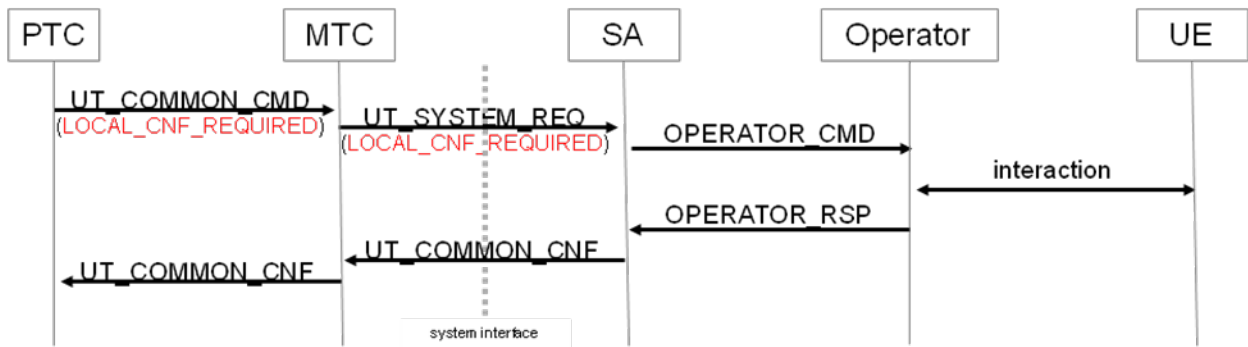 PTC
MTC
SA
Operator
UE
UT_COMMON_CMD
(LOCAL_CNF_REQUIRED)
UT_SYSTEM_REQ
(LOCAL_CNF_REQUIRED)
OPERATOR_CMD
interaction
OPERATOR_RSP
UT_COMMON_CNF
UT_COMMON_CNF
system interface